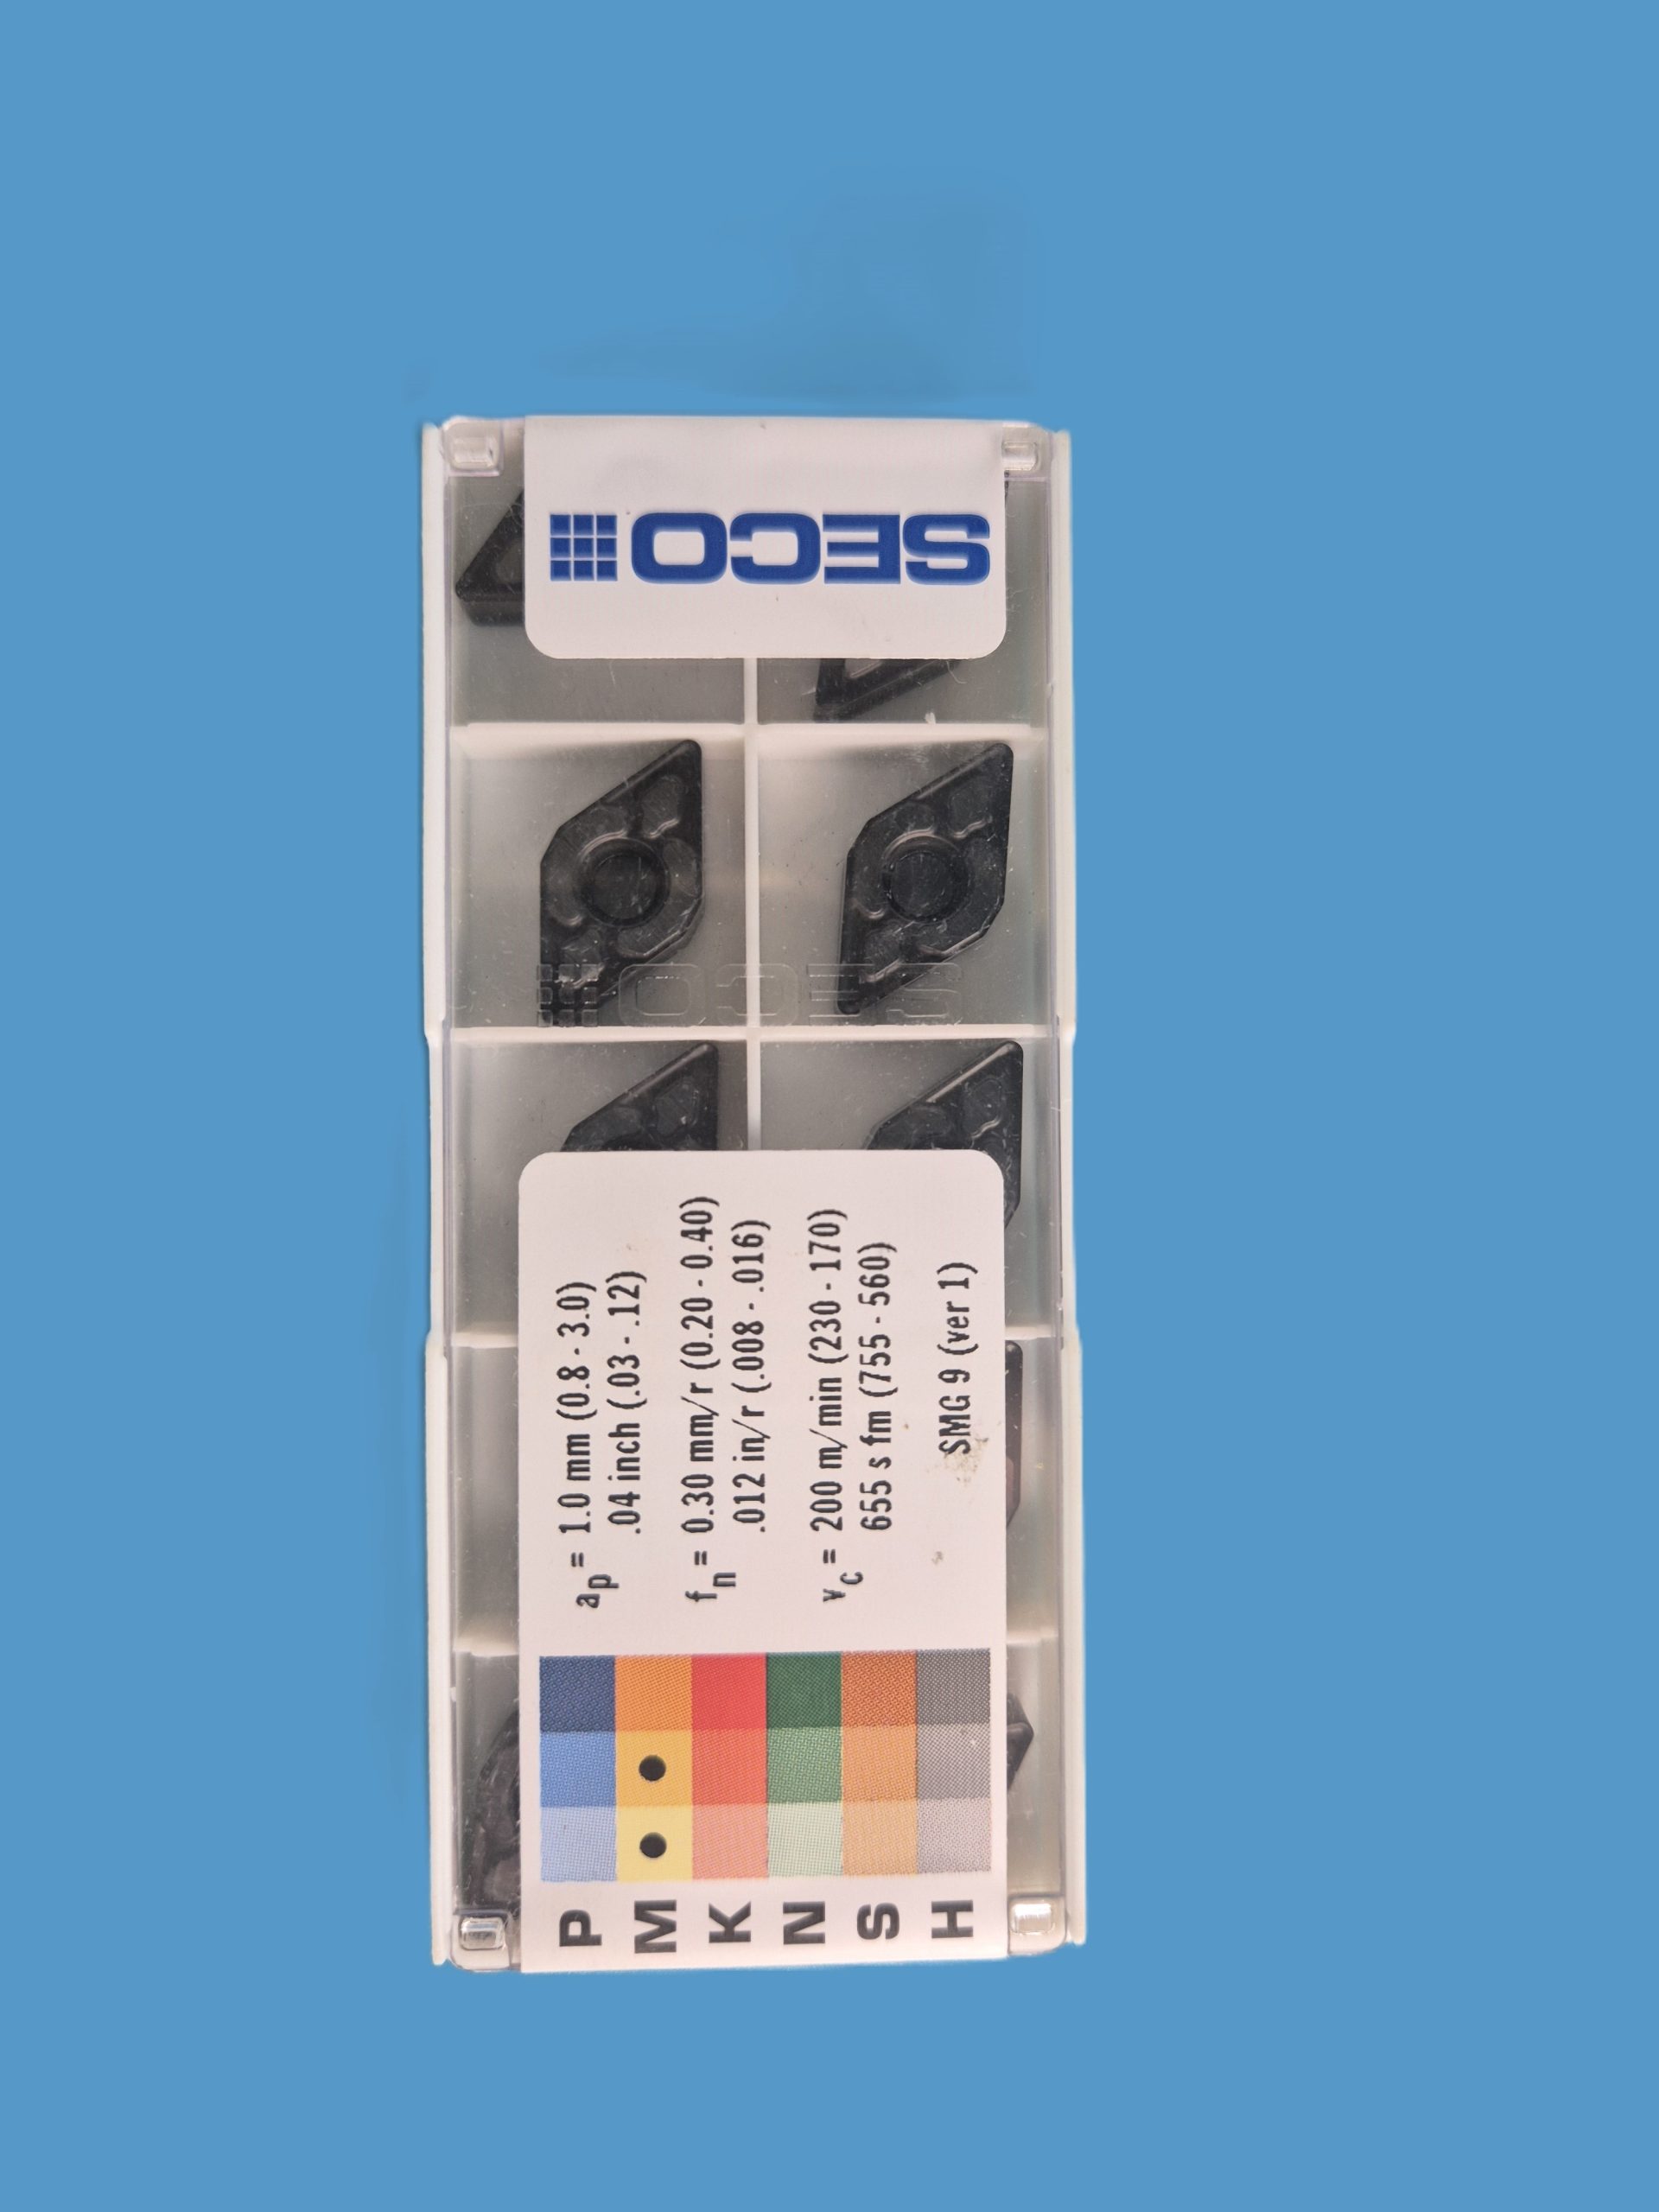 SECO
SECO
ap = 1.0 mm (0.8 - 3.0)
.04 inch (.03 - .12)
fn = 0.30 mm/r (0.20 - 0.40)
.012 in/r (.008 - .016)
vc = 200 m/min (230 - 170)
655 s fm (755 - 560)
SMG 9 (ver 1)
P
M
K
N
S
H